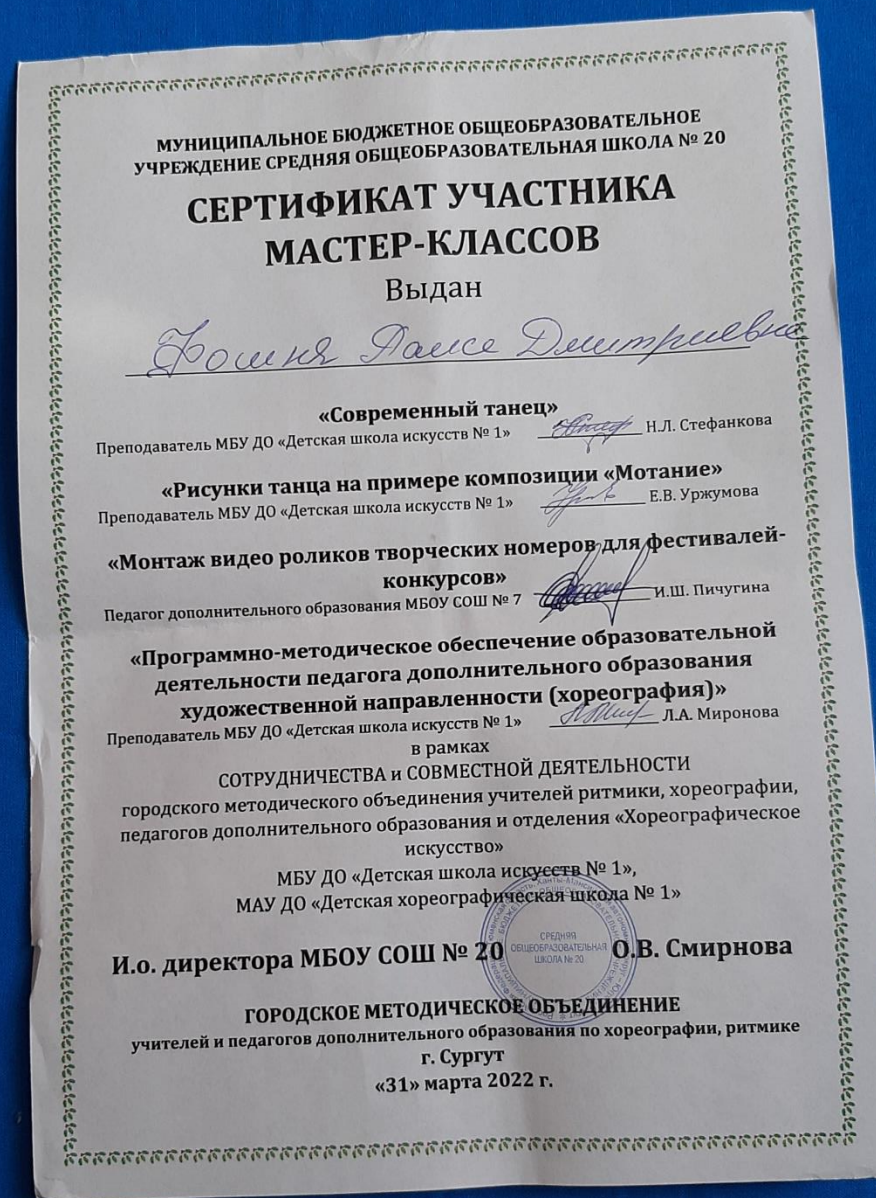 МУНИЦИПАЛЬНОЕ БЮДЖЕТНОЕ ОБЩЕОБРАЗОВАТЕЛЬНОЕ
УЧРЕЖДЕНИЕ СРЕДНЯЯ ОБЩЕОБРАЗОВАТЕЛЬНАЯ ШКОЛА № 20
СЕРТИФИКАТ УЧАСТНИКА
МАСТЕР-КЛАССОВ
Выдан
Дмитриевне
«Современный танец»
Преподаватель МБУ ДО «Детская школа искусств № 1» Н.Л. Стефанкова
«Рисунки танца на примере композиции «Мотание»
Преподаватель МБУ ДО «Детская школа искусств № 1» Е.В. Уржумова
«Монтаж видео роликов творческих номеров для фестивалей-
конкурсов»
Педагог дополнительного образования МБОУ СОШ № 7 И.Ш. Пичугина
«Программно-методическое обеспечение образовательной
деятельности педагога дополнительного образования
художественной направленности (хореография)»
Преподаватель МБУ ДО «Детская школа искусств № 1» Л.А. Миронова
в рамках
СОТРУДНИЧЕСТВА и СОВМЕСТНОЙ ДЕЯТЕЛЬНОСТИ
городского методического объединения учителей ритмики, хореографии,
педагогов дополнительного образования и отделения «Хореографическое
искусство»
МБУ ДО «Детская школа искусств № 1»,
МАУ ДО «Детская хореографическая школа № 1»
СРЕДНЯЯ
ОБЩЕОБРАЗОВАТЕЛЬНАЯ
ШКОЛА № 20
И.о. директора МБОУ СОШ № 20 О.В. Смирнова
ГОРОДСКОЕ МЕТОДИЧЕСКОЕ ОБЪЕДИНЕНИЕ
учителей и педагогов дополнительного образования по хореографии, ритмике
г. Сургут
«31» марта 2022 г.